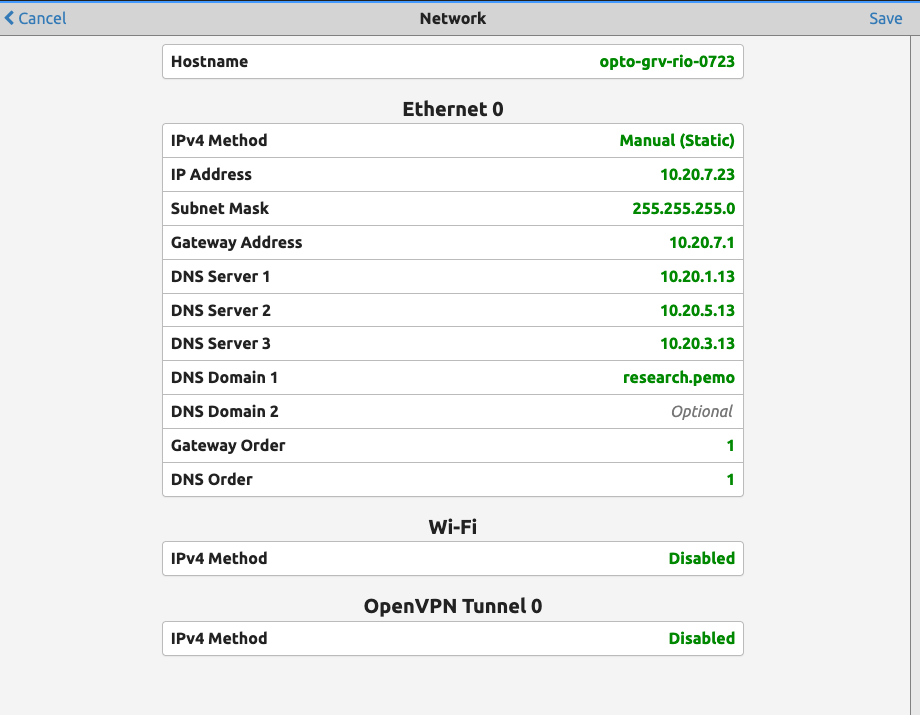 Cancel Network Save
Hostname opto-grv-rio-0723
Ethernet 0
IPv4 Method Manual (Static)
IP Address 10.20.7.23
Subnet Mask 255.255.255.0
Gateway Address 10.20.7.1
DNS Server 1 10.20.1.13
DNS Server 2 10.20.5.13
DNS Server 3 10.20.3.13
DNS Domain 1 research.pemo
DNS Domain 2 Optional
Gateway Order 1
DNS Order 1
Wi-Fi
IPv4 Method Disabled
OpenVPN Tunnel 0
IPv4 Method Disabled